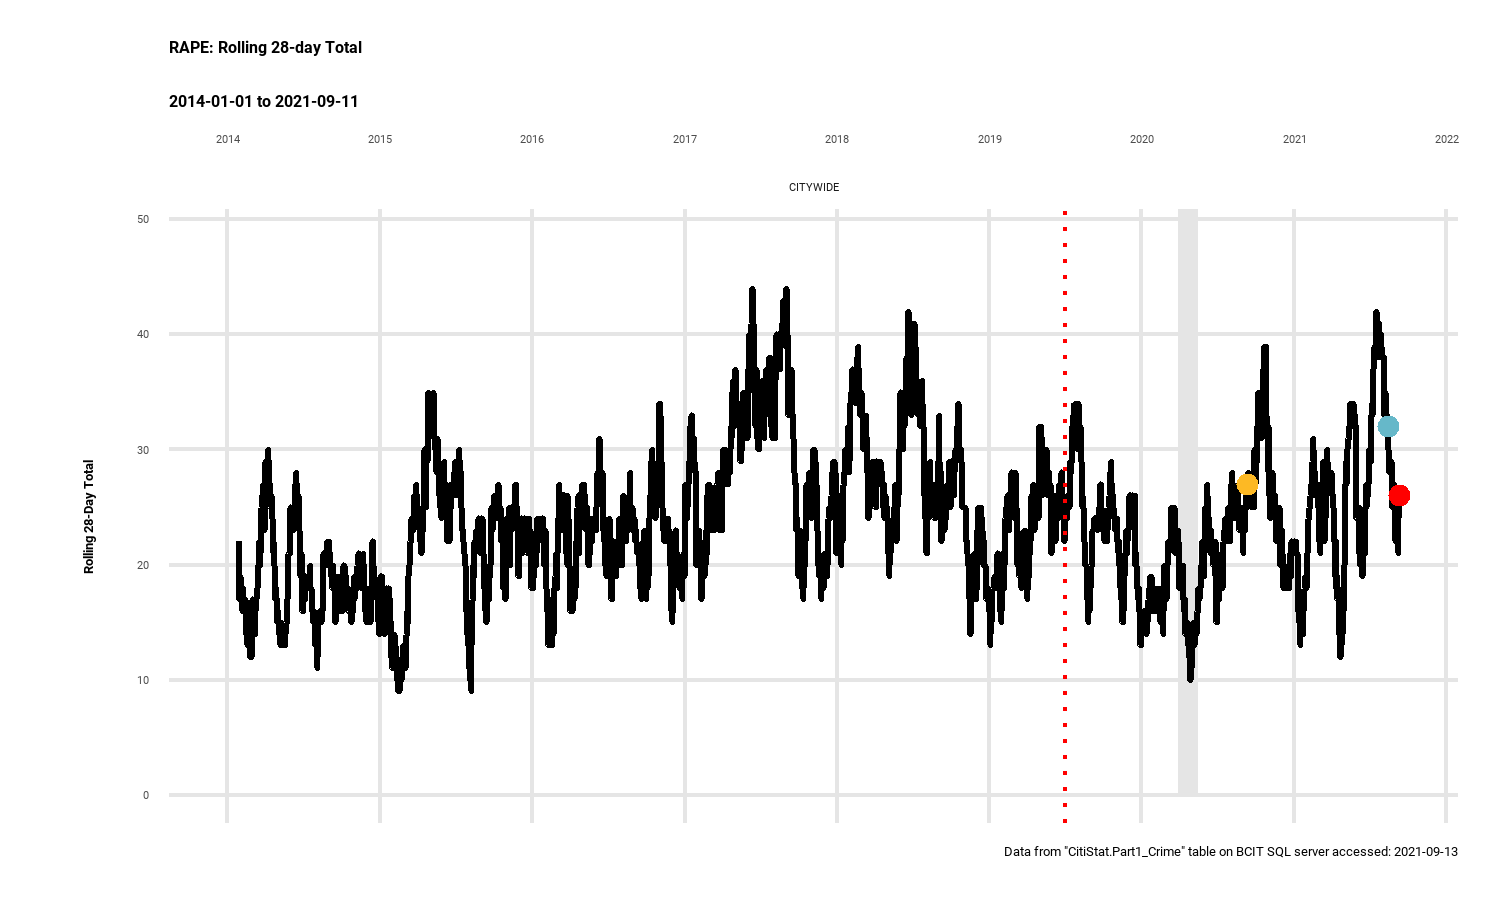 RAPE: Rolling 28-day Total
2014-01-01 to 2021-09-11
2014 2015 2016 2017 2018 2019 2020 2021 2022
CITYWIDE
50
40
30
20
10
0
Rolling 28-Day Total
Data from "CitiStat.Part1_Crime" table on BCIT SQL server accessed: 2021-09-13